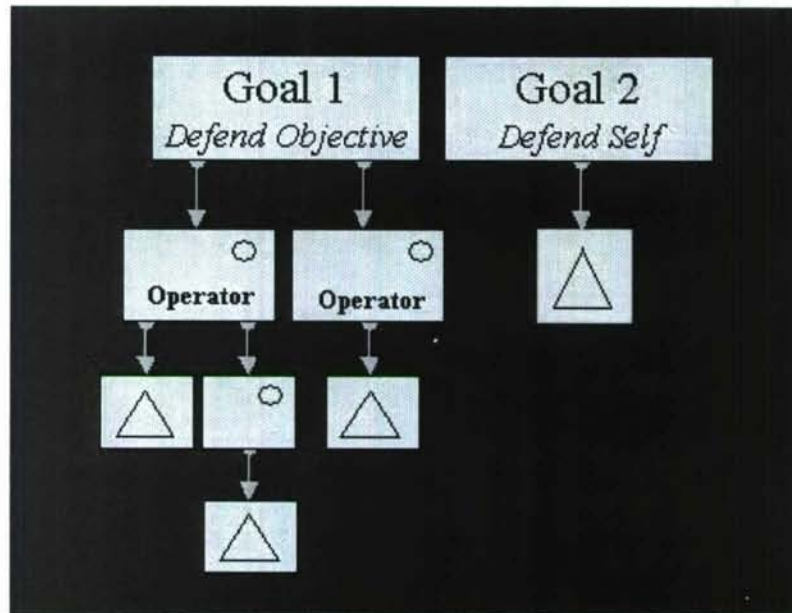 Goal 1
Defend Objective
Goal 2
Defend Self
Operator
Operator